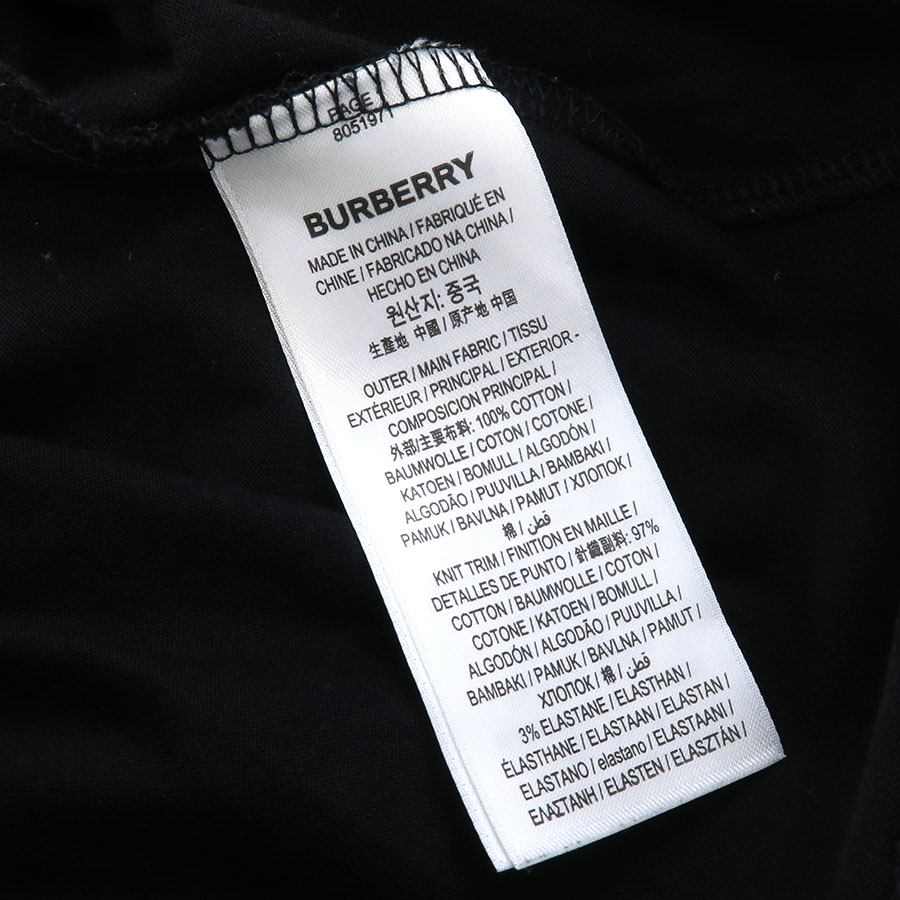 PAGE
8051971
BURBERRY
MADE IN CHINA / FABRIQUÉ EN
CHINE / FABRICADO NA CHINA /
HECHO EN CHINA
원산지: 중국
生產地 中國 / 原产地 中国
OUTER / MAIN FABRIC / TISSU
EXTÉRIEUR / PRINCIPAL / EXTERIOR -
COMPOSICION PRINCIPAL /
外部/主要布料: 100% COTTON /
BAUMWOLLE / COTON / COTONE /
KATOEN / BOMULL / ALGODÓN /
ALGODÃO / PUUVILLA / BAMBAKI /
PAMUK / BAVLNA / PAMUT / ХЛОПОК /
棉 / قطن
KNIT TRIM / FINITION EN MAILLE /
DETALLES DE PUNTO / 針織副料: 97%
COTTON / BAUMWOLLE / COTON /
COTONE / KATOEN / BOMULL /
ALGODÓN / ALGODÃO / PUUVILLA /
BAMBAKI / PAMUK / BAVLNA / PAMUT /
ХЛОПОК / 棉 / قطن
3% ELASTANE / ELASTHAN /
ÉLASTHANE / ELASTAAN / ELASTAN /
ELASTANO / elastano / ELASTAANI /
ΕΛΑΣΤΑΝΗ / ELASTEN / ELASZTÁN /